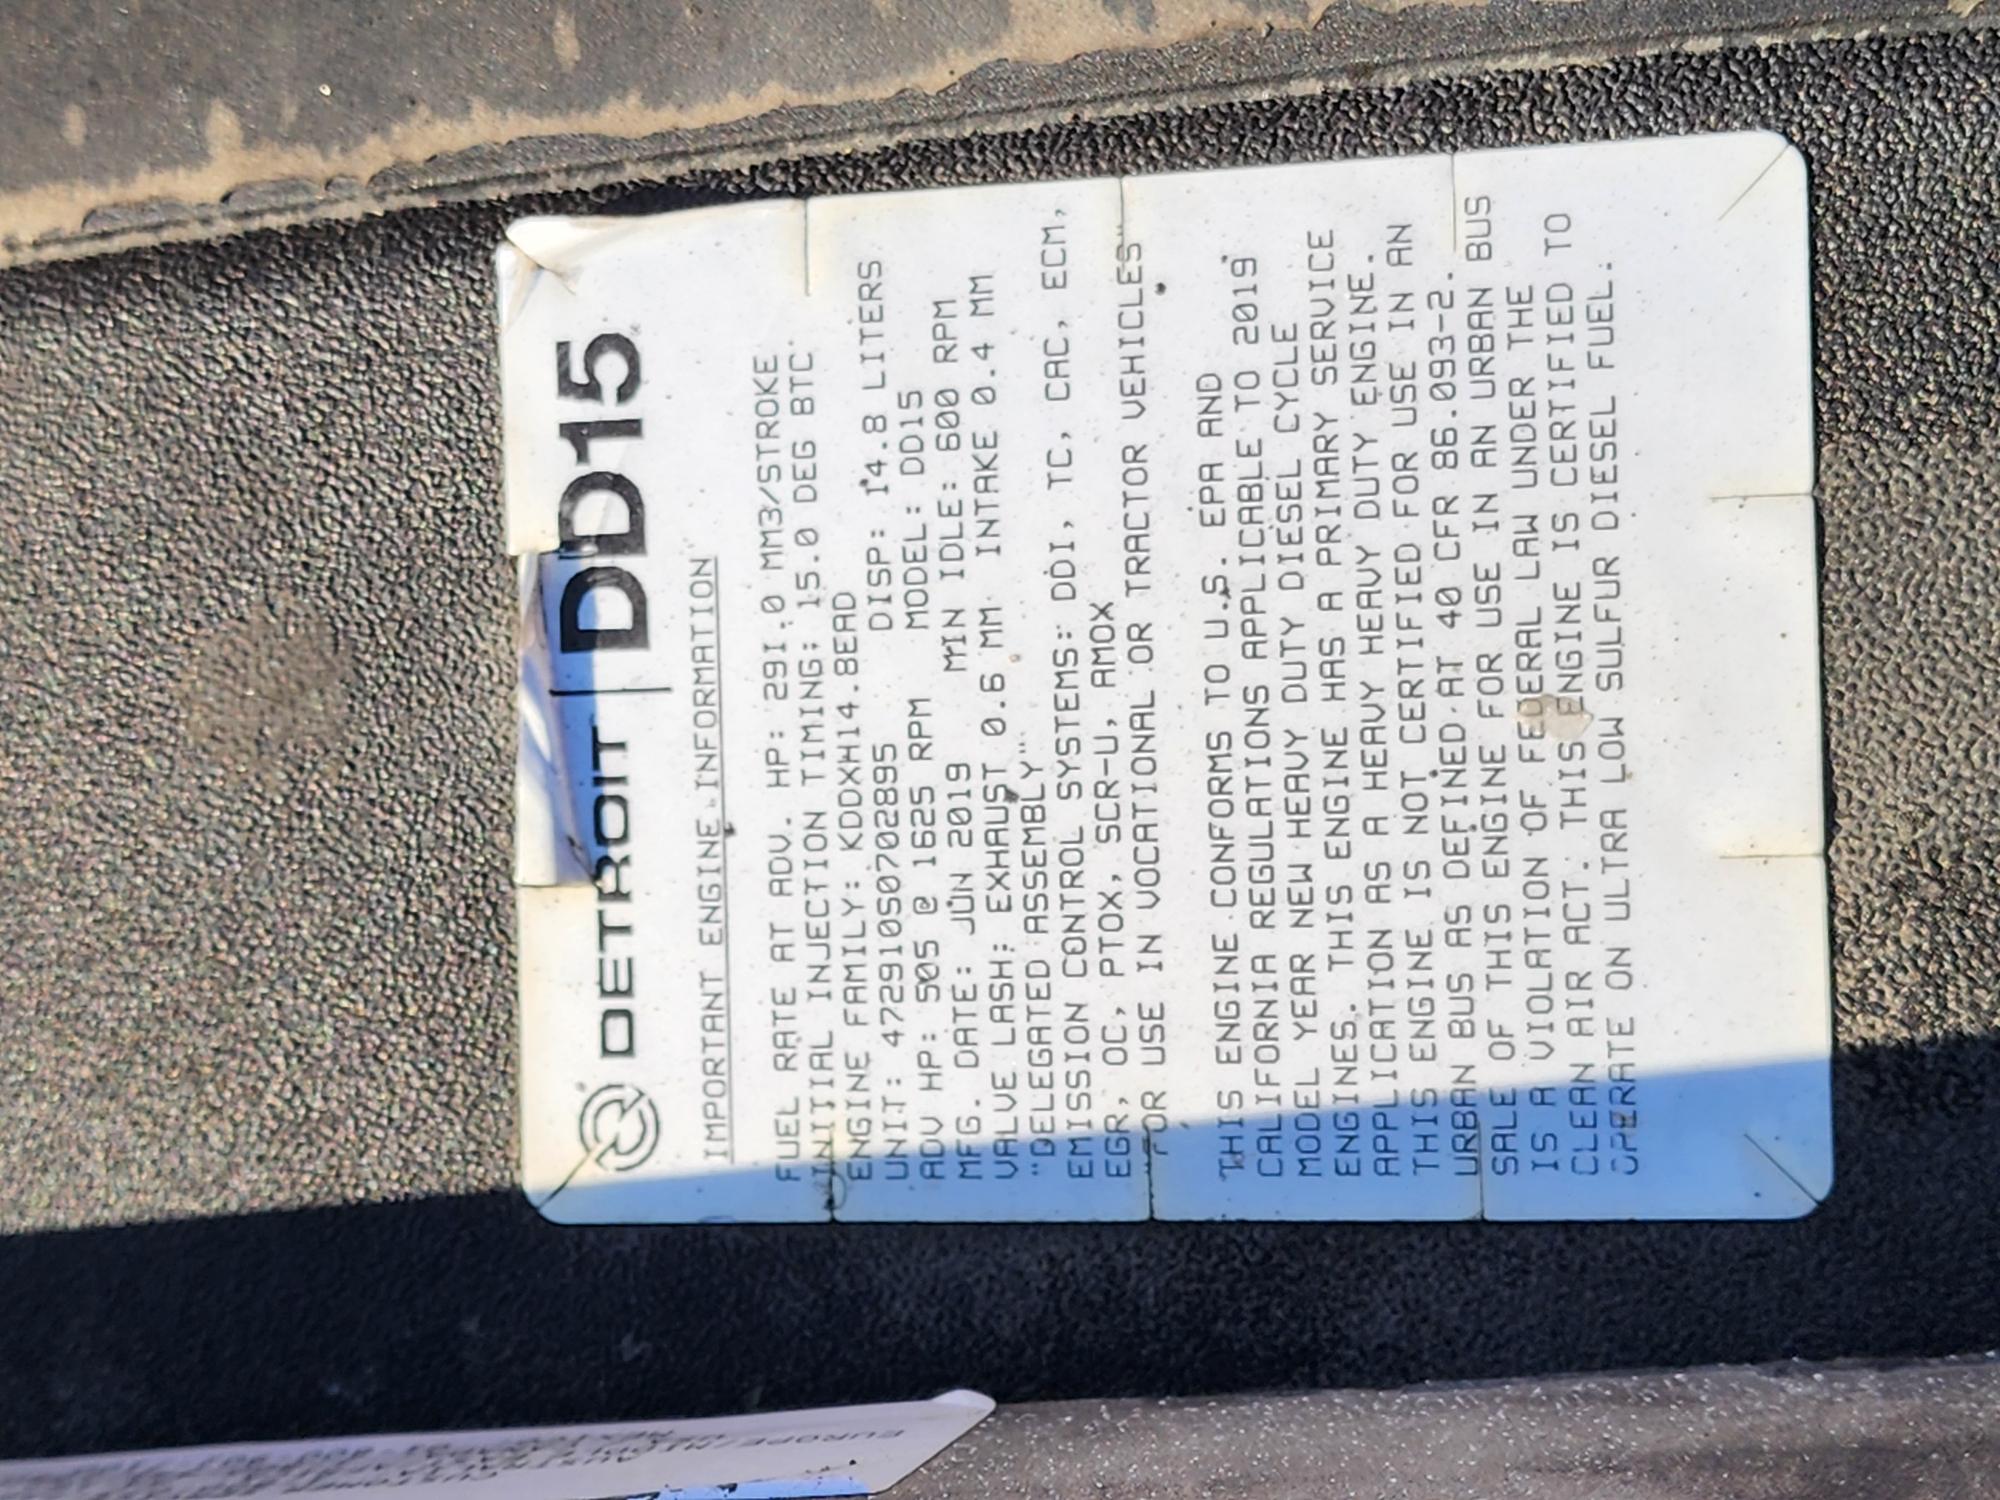 DETROIT | DD15
IMPORTANT ENGINE INFORMATION
FUEL RATE AT ADV. HP: 291.0 MM3/STROKE
INITIAL INJECTION TIMING: 15.0 DEG BTC
ENGINE FAMILY: KDDXH14.8EAD
DISP: 14.8 LITERS
UNIT: 472910S0702895 MODEL: DD15
ADV HP: 505 @ 1625 RPM MIN IDLE: 600 RPM
MFG. DATE: JUN 2019
VALVE LASH: EXHAUST 0.6 MM INTAKE 0.4 MM
"DELEGATED ASSEMBLY"
EMISSION CONTROL SYSTEMS: DDI, TC, CAC, ECM,
EGR, OC, PTOX, SCR-U, AMOX
"FOR USE IN VOCATIONAL OR TRACTOR VEHICLES"
THIS ENGINE CONFORMS TO U.S. EPA AND
CALIFORNIA REGULATIONS APPLICABLE TO 2019
MODEL YEAR NEW HEAVY DUTY DIESEL CYCLE
ENGINES. THIS ENGINE HAS A PRIMARY SERVICE
APPLICATION AS A HEAVY HEAVY DUTY ENGINE.
THIS ENGINE IS NOT CERTIFIED FOR USE IN AN
URBAN BUS AS DEFINED AT 40 CFR 86.093-2.
SALE OF THIS ENGINE FOR USE IN AN URBAN BUS
IS A VIOLATION OF FEDERAL LAW UNDER THE
CLEAN AIR ACT. THIS ENGINE IS CERTIFIED TO
OPERATE ON ULTRA LOW SULFUR DIESEL FUEL.